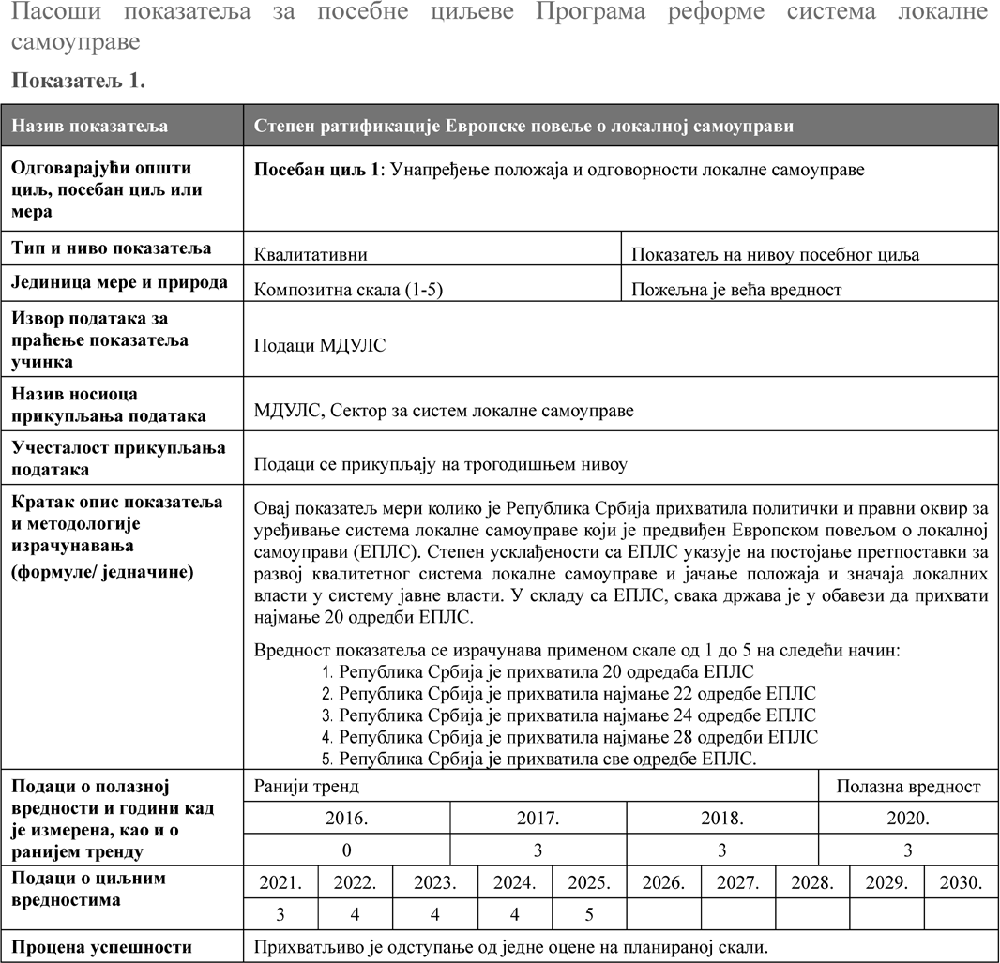 Пасоши показатеља за посебне циљеве Програма реформе система локалне
самоуправе
Показатељ 1.
Назив показатеља
Степен ратификације Европске повеље о локалној самоуправи
Одговарајући општи
циљ, посебан циљ или
мера
Посебан циљ 1: Унапређење положаја и одговорности локалне самоуправе
Тип и ниво показатеља
Квалитативни
Показатељ на нивоу посебног циља
Јединица мере и природа
Композитна скала (1-5)
Пожељна је већа вредност
Извор података за
праћење показатеља
учинка
Подаци МДУЛС
Назив носиоца
прикупљања података
МДУЛС, Сектор за систем локалне самоуправе
Учесталост прикупљања
података
Подаци се прикупљају на трогодишњем нивоу
Кратак опис показатеља
и методологије
израчунавања
(формуле/ једначине)
Овај показатељ мери колико је Република Србија прихватила политички и правни оквир за
уређивање система локалне самоуправе који је предвиђен Европском повељом о локалној
самоуправи (ЕПЛС). Степен усклађености са ЕПЛС указује на постојање претпоставки за
развој квалитетног система локалне самоуправе и јачање положаја и значаја локалних
власти у систему јавне власти. У складу са ЕПЛС, свака држава је у обавези да прихвати
најмање 20 одредби ЕПЛС.
Вредност показатеља се израчунава применом скале од 1 до 5 на следећи начин:
1. Република Србија је прихватила 20 одредаба ЕПЛС
2. Република Србија је прихватила најмање 22 одредбе ЕПЛС
3. Република Србија је прихватила најмање 24 одредбе ЕПЛС
4. Република Србија је прихватила најмање 28 одредби ЕПЛС
5. Република Србија је прихватила све одредбе ЕПЛС.
Подаци о полазној
вредности и години кад
је измерена, као и о
ранијем тренду
Ранији тренд
Полазна вредност
2016.
2017.
2018.
2020.
0
3
3
3
Подаци о циљним
вредностима
2021.
2022.
2023.
2024.
2025.
2026.
2027.
2028.
2029.
2030.
3
4
4
4
5
Процена успешности
Прихватљиво је одступање од једне оцене на планираној скали.